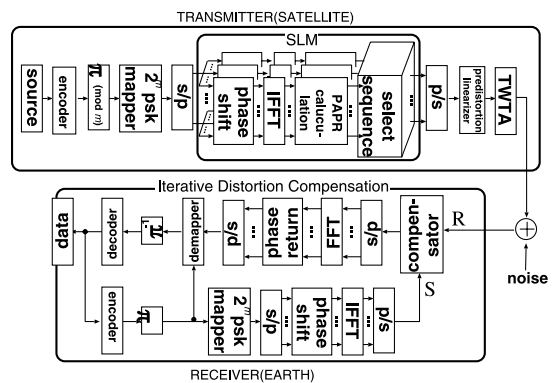 TRANSMITTER(SATELLITE)
SLM
source
encoder
π
(mod m)
2^m psk
mapper
s/p
phase
shift
IFFT
PAPR
calucu-
lation
select
sequence
p/s
predistortion
linearizer
TWTA
Iterative Distortion Compensation
data
decoder
π-1
demapper
p/s
phase
return
FFT
s/p
compen-
sator
R
S
noise
encoder
π
2^m psk
mapper
s/p
phase
shift
IFFT
p/s
RECEIVER(EARTH)